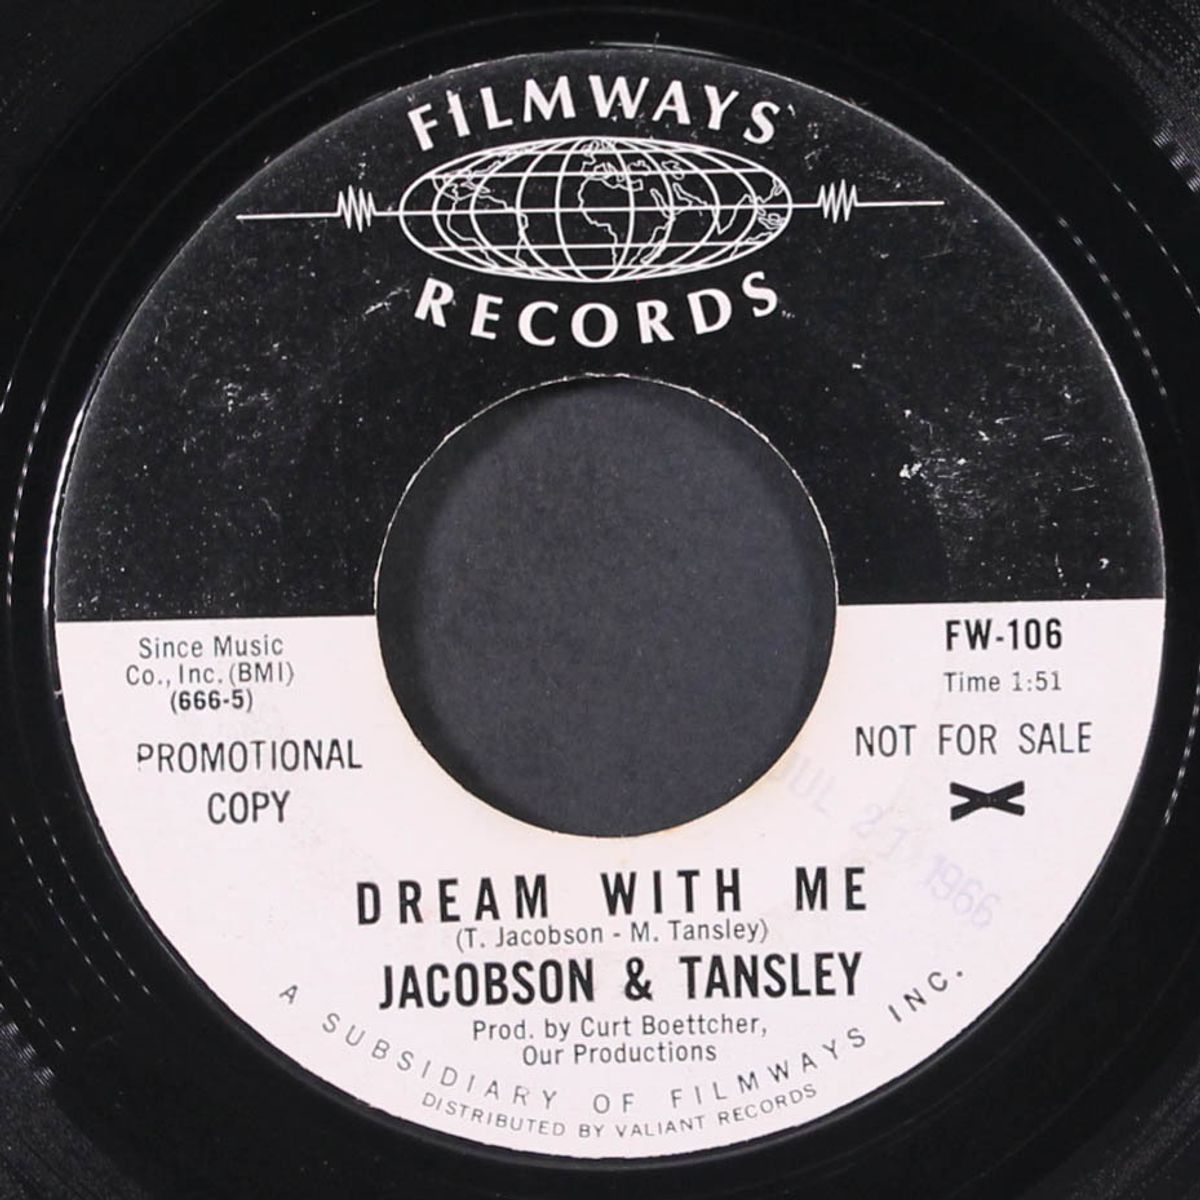 FILMWAYS
RECORDS
Since Music
Co., Inc. (BMI)
(666-5)
PROMOTIONAL
COPY
FW-106
Time 1:51
NOT FOR SALE
JUL 27 1966
DREAM WITH ME
(T. Jacobson - M. Tansley)
JACOBSON & TANSLEY
Prod. by Curt Boettcher,
Our Productions
A SUBSIDIARY OF FILMWAYS INC.
DISTRIBUTED BY VALIANT RECORDS